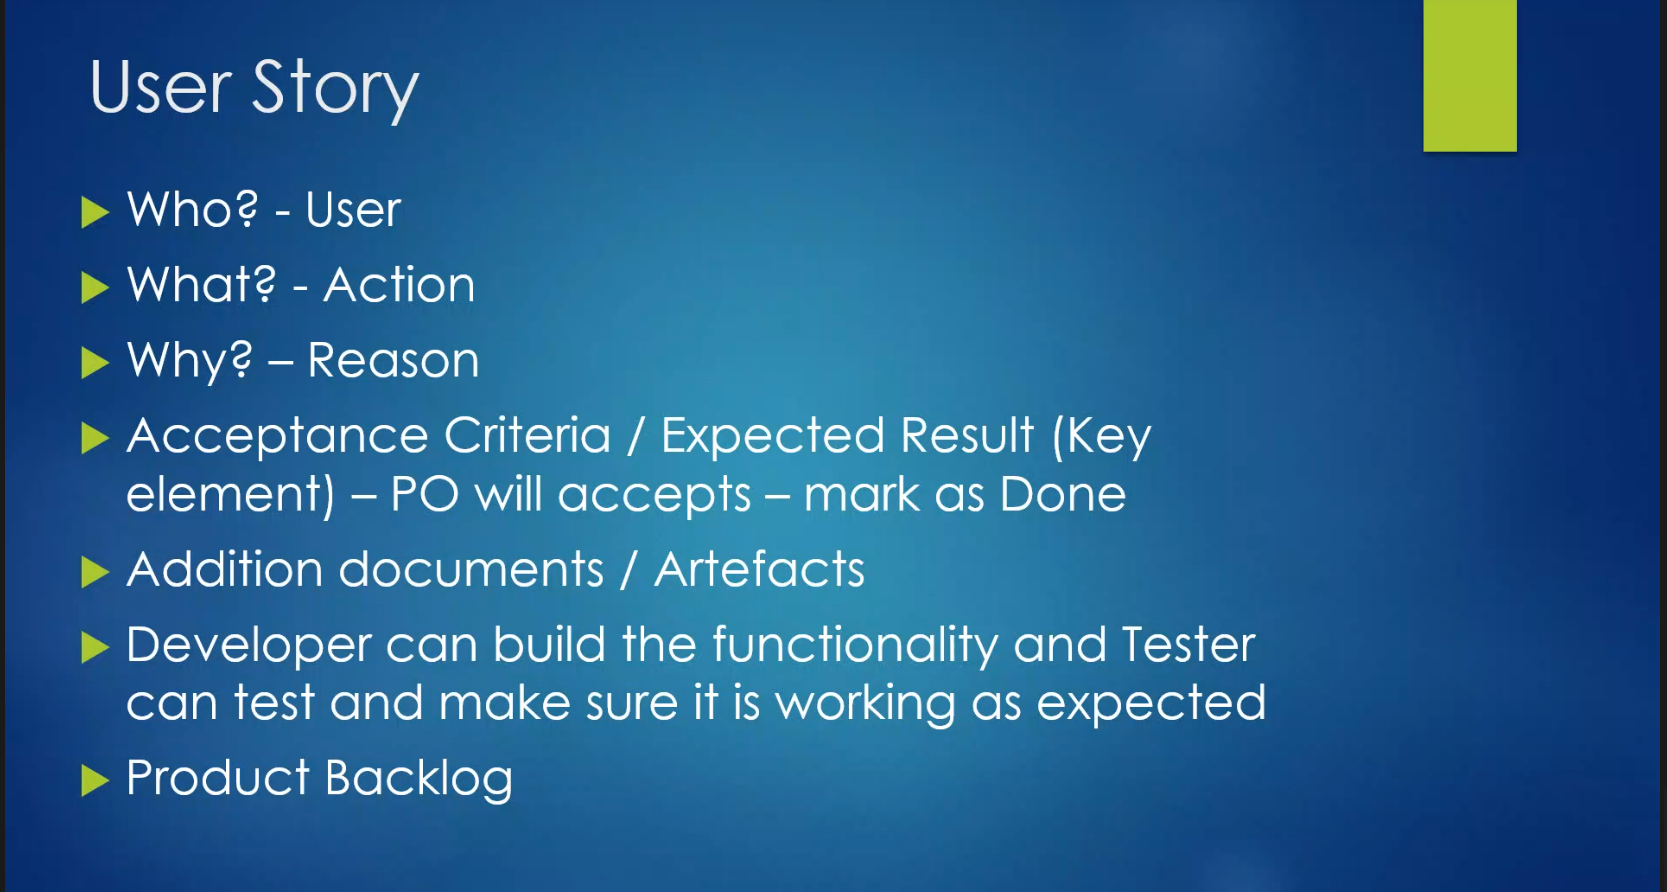 User Story
Who? - User
What? - Action
Why? – Reason
Acceptance Criteria / Expected Result (Key
element) – PO will accepts – mark as Done
Addition documents / Artefacts
Developer can build the functionality and Tester
can test and make sure it is working as expected
Product Backlog